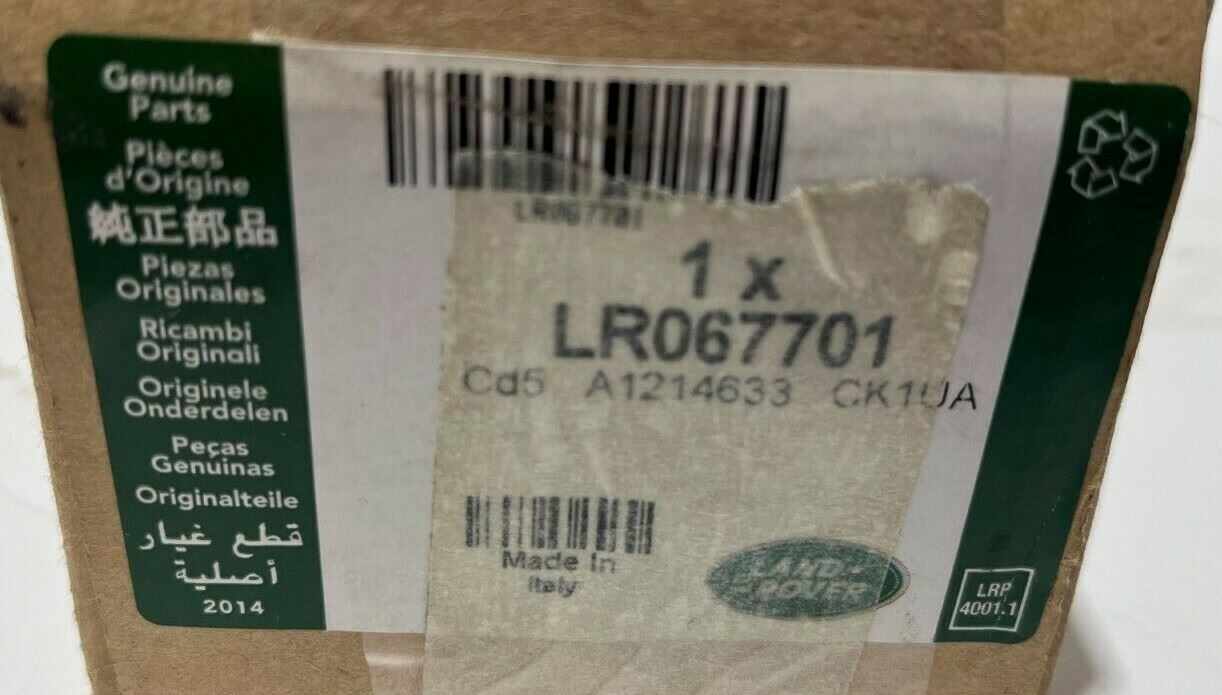 Genuine
Parts
Pièces
d'Origine
純正部品
Piezas
Originales
Ricambi
Originali
Originele
Onderdelen
Peças
Genuinas
Originalteile
قطع غيار
أصلية
2014
LR067701
1 x
LR067701
Cd5 A1214633 CK1UA
Made In
Italy
LAND-
ROVER
LRP
4001.1